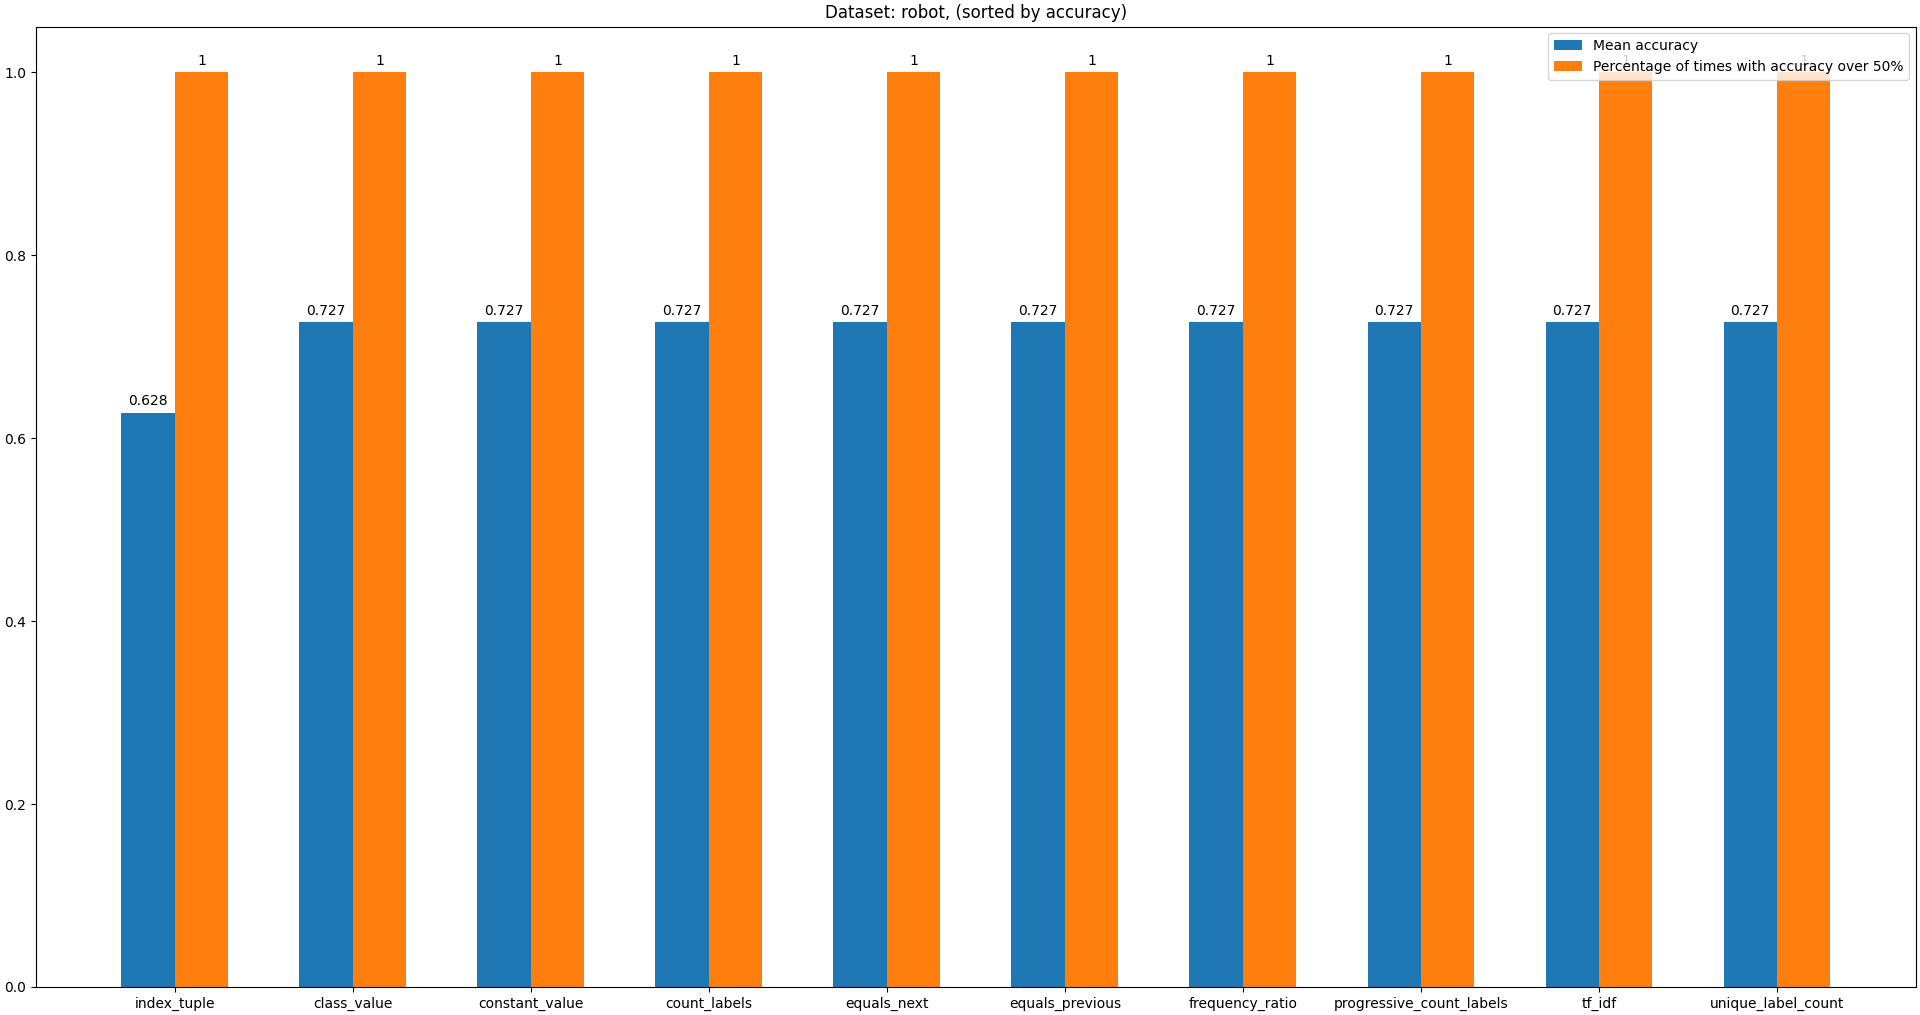 Dataset: robot, (sorted by accuracy)
Mean accuracy
Percentage of times with accuracy over 50%
1 1 1 1 1 1 1 1 1 1
1.0
0.8
0.727 0.727 0.727 0.727 0.727 0.727 0.727 0.727 0.727
0.628
0.6
0.4
0.2
0.0
index_tuple class_value constant_value count_labels equals_next equals_previous frequency_ratio progressive_count_labels tf_idf unique_label_count